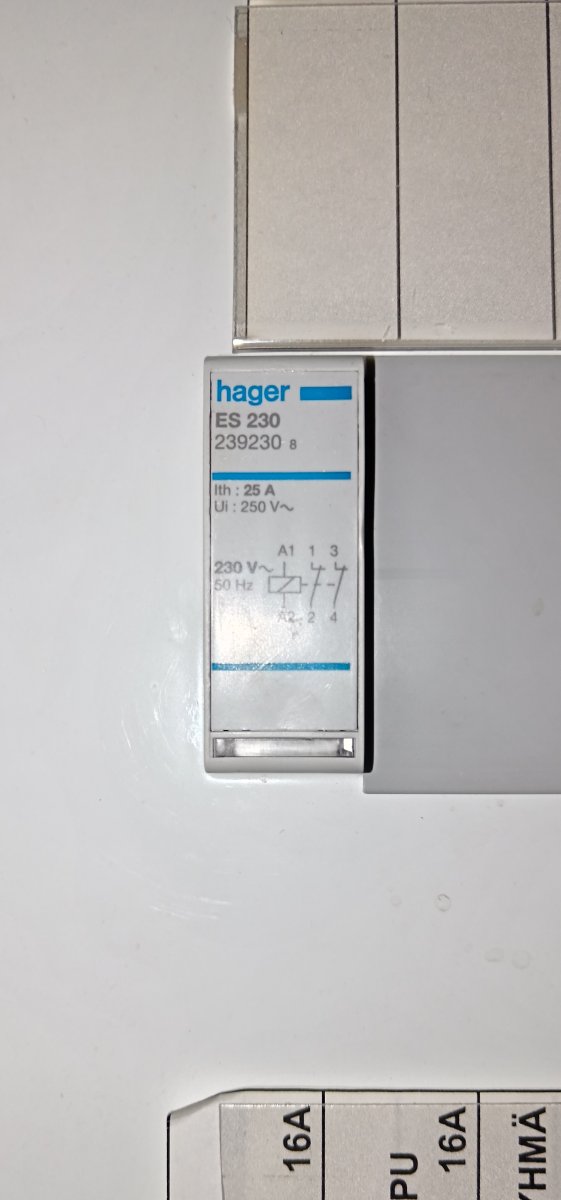 hager
ES 230
239230 8
Ith : 25 A
Ui : 250 V~
A1 1 3
230 V~
50 Hz
A2 2 4
16A
PU
16A
YHMÄ